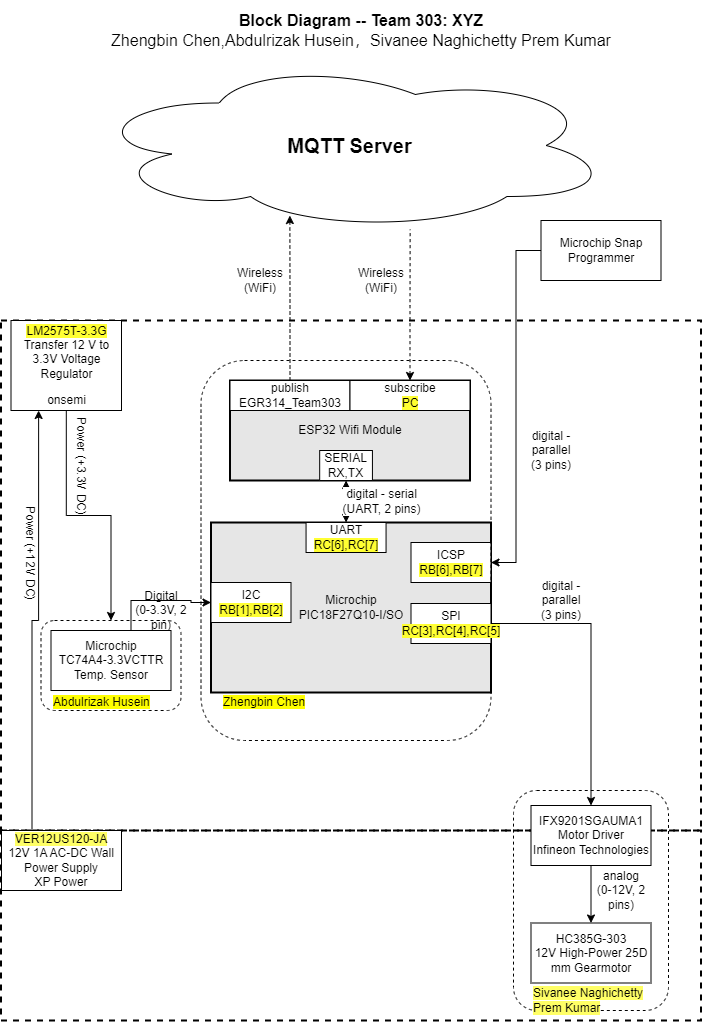 Block Diagram -- Team 303: XYZ
Zhengbin Chen,Abdulrizak Husein，Sivanee Naghichetty Prem Kumar
MQTT Server
Microchip Snap
Programmer
Wireless
(WiFi)
Wireless
(WiFi)
LM2575T-3.3G
Transfer 12 V to
3.3V Voltage
Regulator
onsemi
publish
EGR314_Team303
subscribe
PC
ESP32 Wifi Module
SERIAL
RX,TX
digital - serial
(UART, 2 pins)
digital -
parallel
(3 pins)
Power (+3.3V DC)
Power (+12V DC)
UART
RC[6],RC[7]
ICSP
RB[6],RB[7]
I2C
RB[1],RB[2]
Microchip
PIC18F27Q10-I/SO
SPI
RC[3],RC[4],RC[5]
digital -
parallel
(3 pins)
Digital
(0-3.3V, 2
pin)
Microchip
TC74A4-3.3VCTTR
Temp. Sensor
Abdulrizak Husein
Zhengbin Chen
VER12US120-JA
12V 1A AC-DC Wall
Power Supply
XP Power
IFX9201SGAUMA1
Motor Driver
Infineon Technologies
analog
(0-12V, 2
pins)
HC385G-303
12V High-Power 25D
mm Gearmotor
Sivanee Naghichetty
Prem Kumar